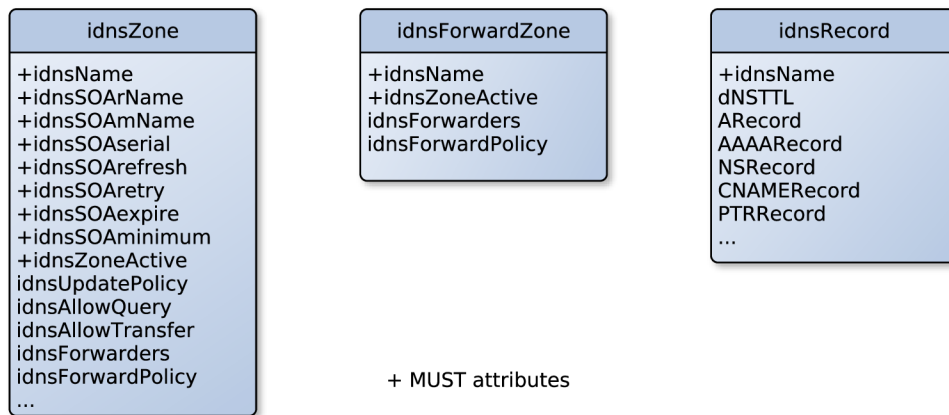 idnsZone
+idnsName
+idnsSOArName
+idnsSOAmName
+idnsSOAserial
+idnsSOArefresh
+idnsSOAretry
+idnsSOAexpire
+idnsSOAminimum
+idnsZoneActive
idnsUpdatePolicy
idnsAllowQuery
idnsAllowTransfer
idnsForwarders
idnsForwardPolicy
...
idnsForwardZone
+idnsName
+idnsZoneActive
idnsForwarders
idnsForwardPolicy
idnsRecord
+idnsName
dNSTTL
ARecord
AAAARecord
NSRecord
CNAMERecord
PTRRecord
...
+ MUST attributes